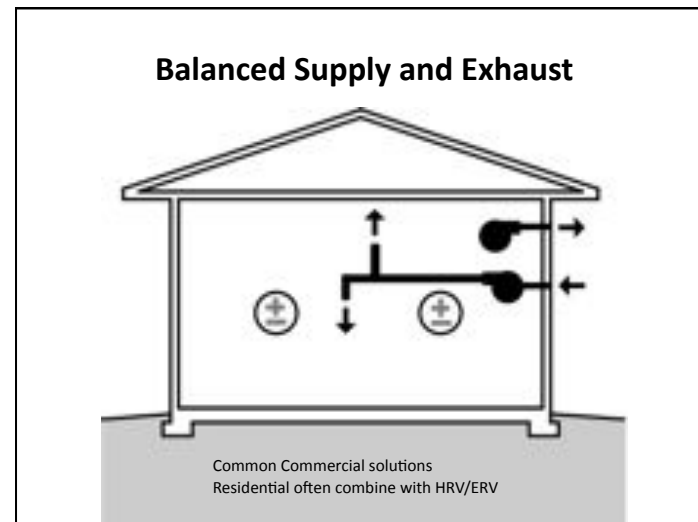 Balanced Supply and Exhaust
± ±
Common Commercial solutions
Residential often combine with HRV/ERV